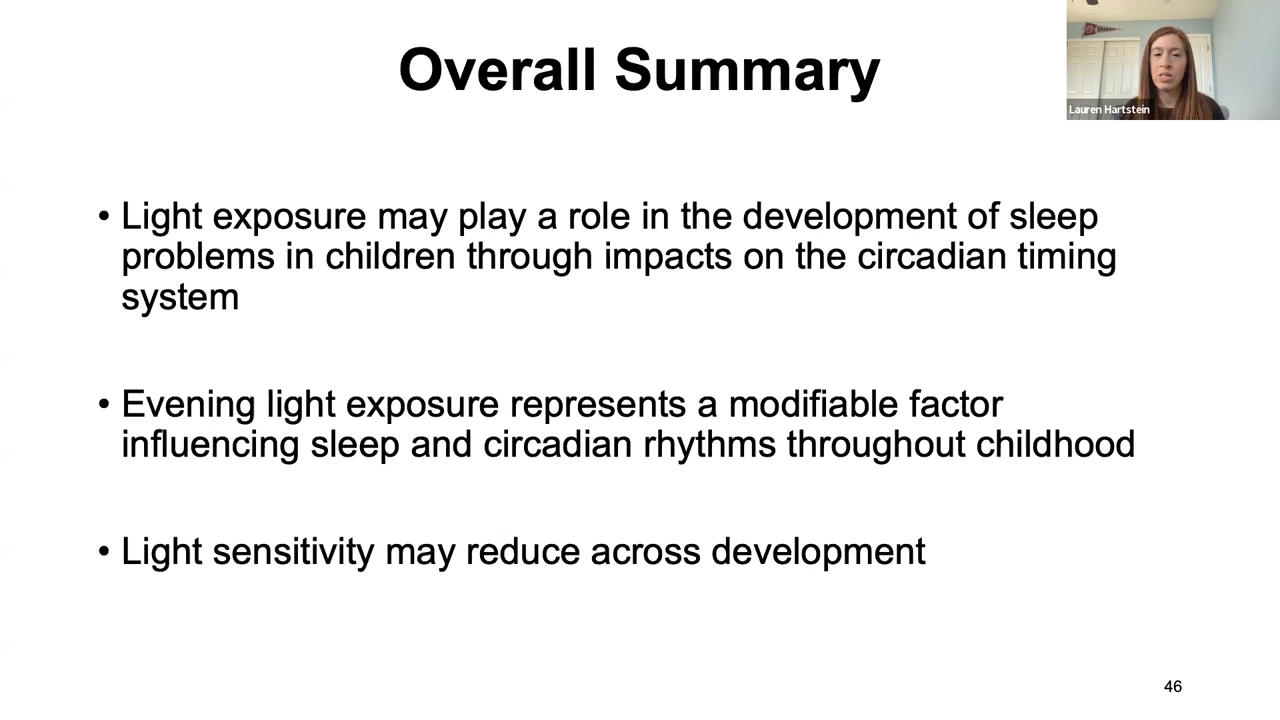 Overall Summary
Lauren Hartstein
• Light exposure may play a role in the development of sleep
problems in children through impacts on the circadian timing
system
• Evening light exposure represents a modifiable factor
influencing sleep and circadian rhythms throughout childhood
• Light sensitivity may reduce across development
46